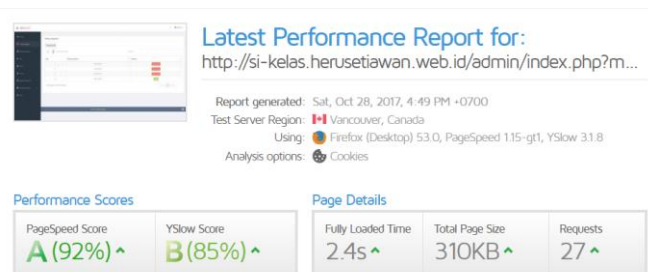 Latest Performance Report for:
http://si-kelas.herusetiawan.web.id/admin/index.php?m...
Report generated: Sat, Oct 28, 2017, 4:49 PM +0700
Test Server Region: Vancouver, Canada
Using: Firefox (Desktop) 53.0, PageSpeed 1.15-gt1, YSlow 3.1.8
Analysis options: Cookies
Performance Scores
Page Details
PageSpeed Score YSlow Score Fully Loaded Time Total Page Size Requests
A (92%) B (85%) 2.4s 310KB 27